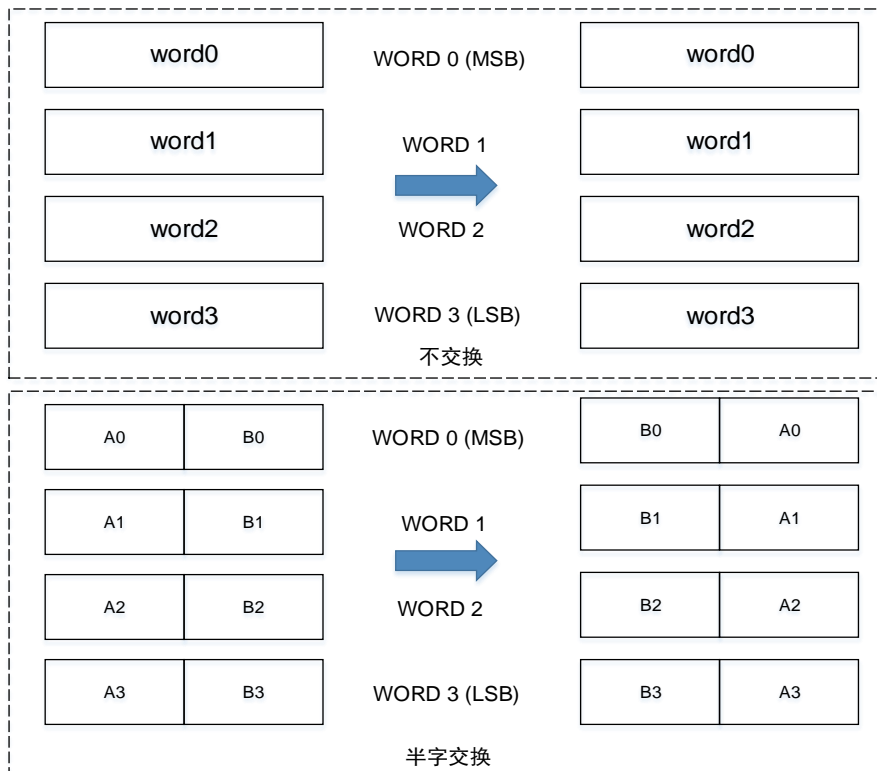 word0 WORD 0 (MSB) word0
word1 WORD 1 word1
word2 WORD 2 word2
word3 WORD 3 (LSB) word3
不交换
A0 B0 WORD 0 (MSB) B0 A0
A1 B1 WORD 1 B1 A1
A2 B2 WORD 2 B2 A2
A3 B3 WORD 3 (LSB) B3 A3
半字交换